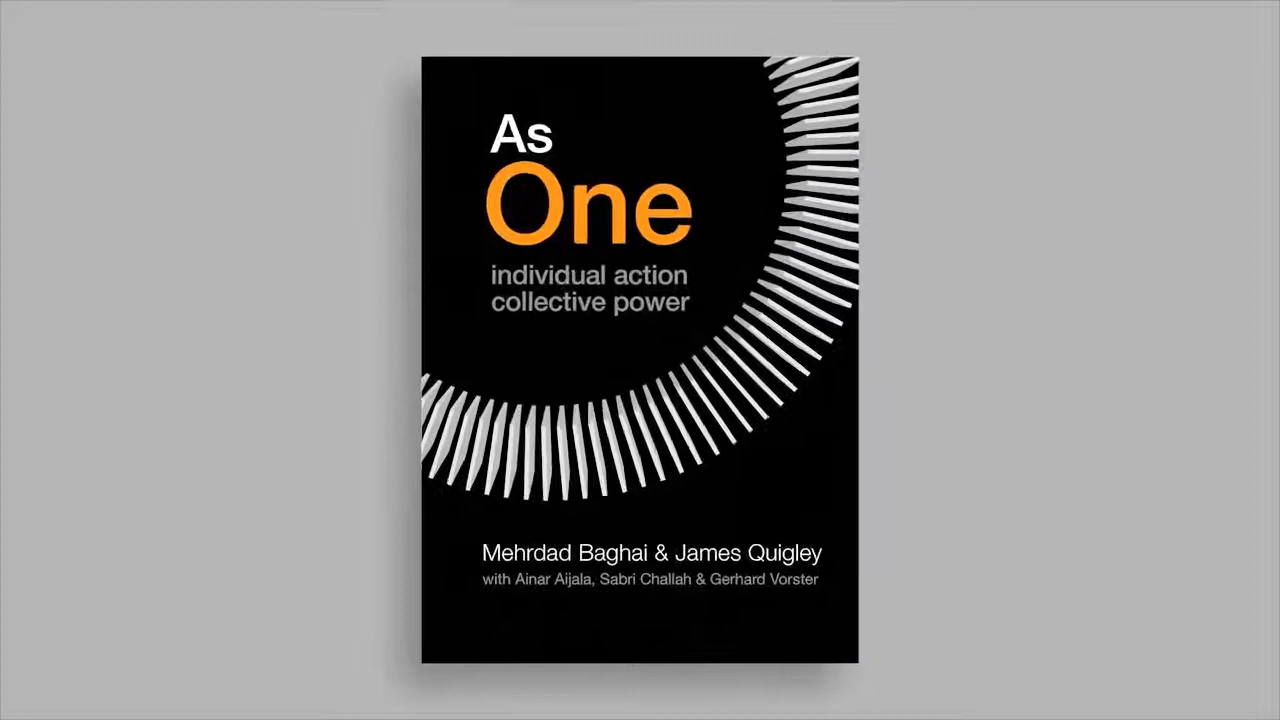 As
One
individual action
collective power
Mehrdad Baghai & James Quigley
with Ainar Aijala, Sabri Challah & Gerhard Vorster